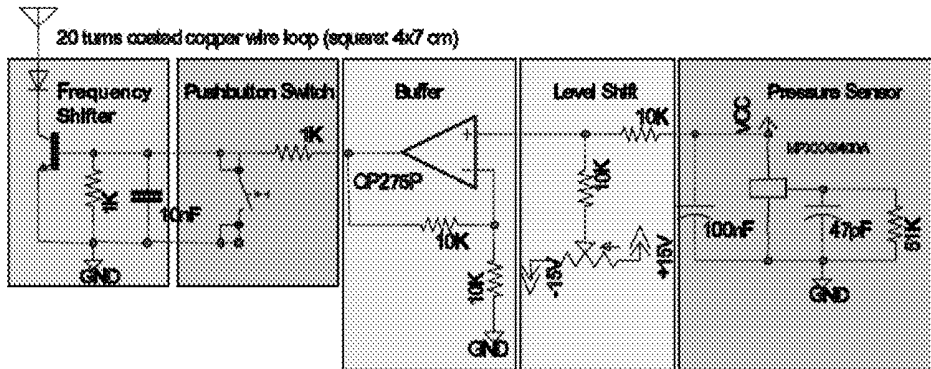 20 turns coated copper wire loop (square: 4x7 cm)
Frequency
Shifter
Pushbutton Switch
Buffer
Level Shift
Pressure Sensor
1K
10nF
GND
1K
OP275P
10K
10K
GND
10K
10K
-15V
+15V
VCC
100nF
47pF
51K
GND